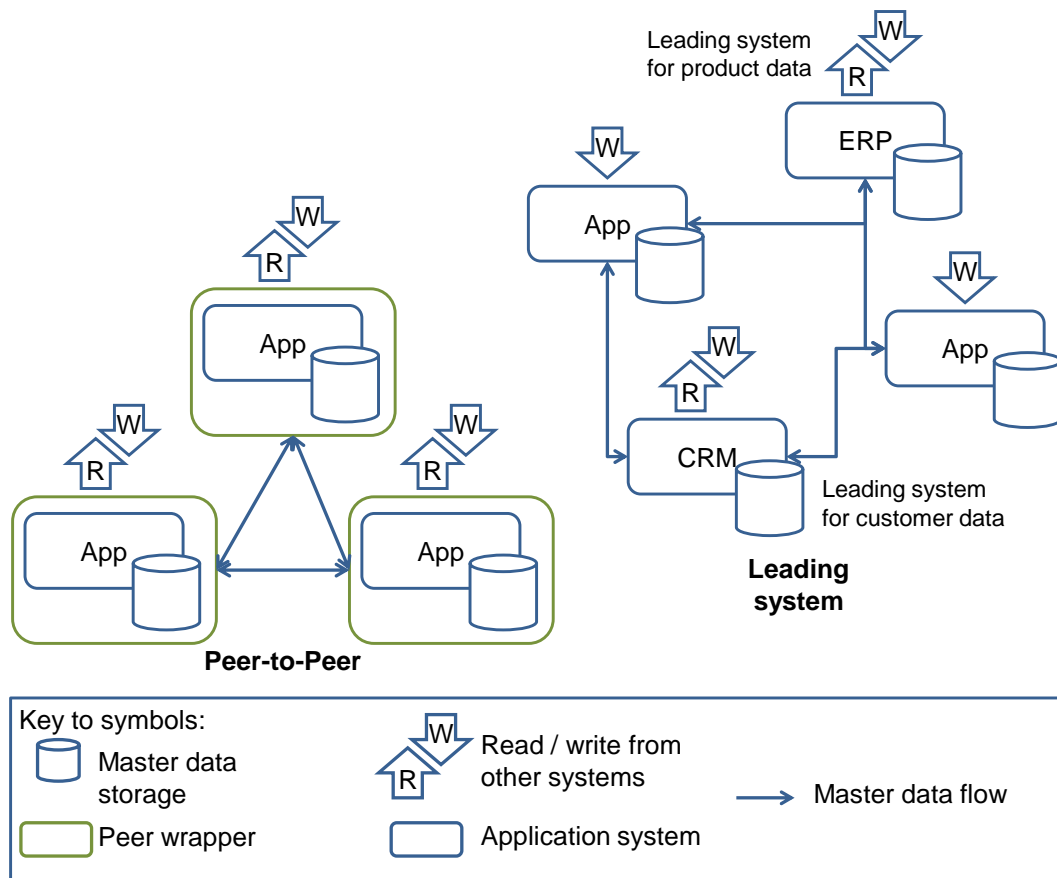 Leading system
for product data
W
R
ERP
W
App
W
R
App
W
App
W
R
CRM
Leading system
for customer data
Leading
system
W
R
App
W
R
App
Peer-to-Peer
Key to symbols:
Master data
storage
Peer wrapper
W
R
Read / write from
other systems
Application system
Master data flow